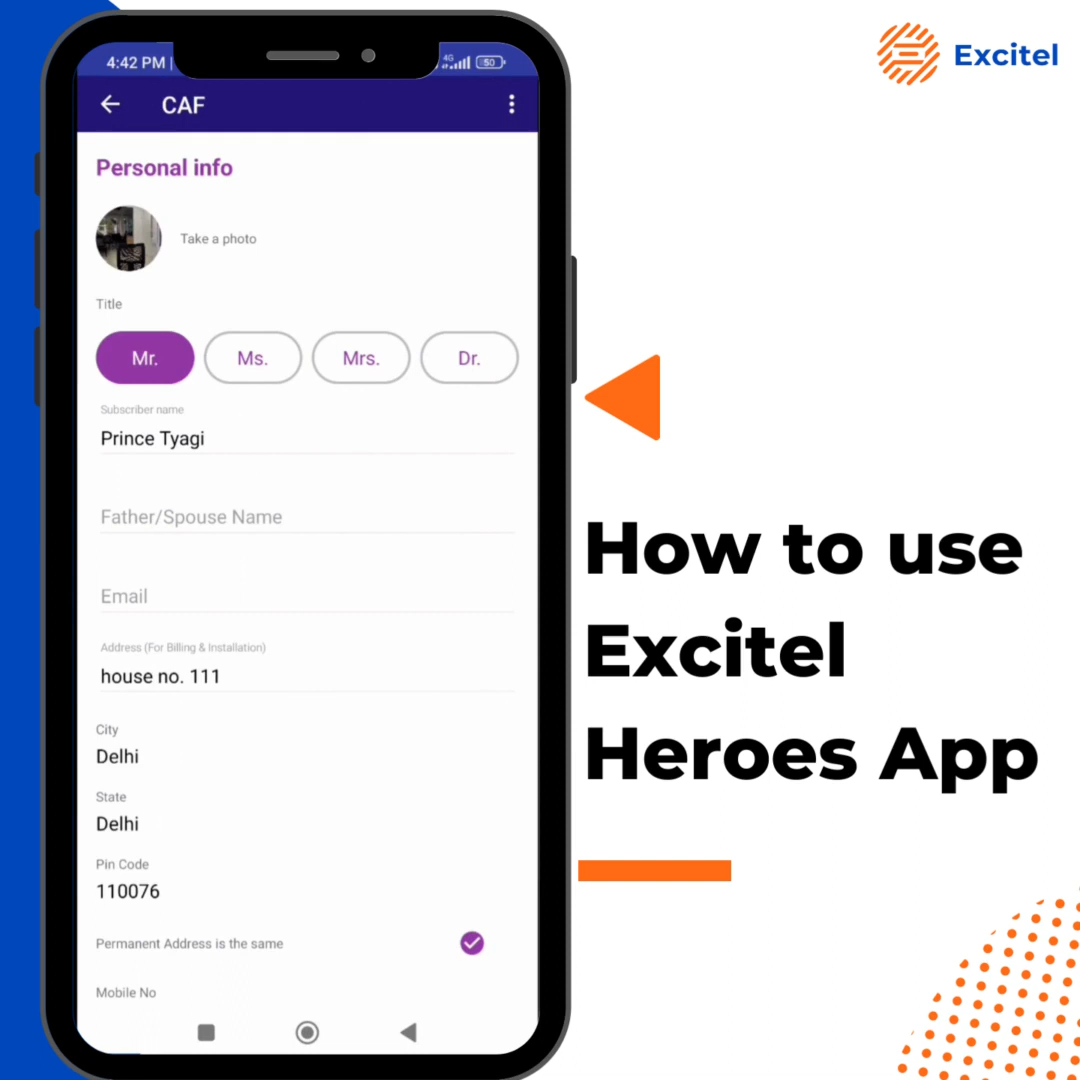 4:42 PM |
4G
50
Excitel
CAF
Personal info
Take a photo
Title
Mr.
Ms.
Mrs.
Dr.
Subscriber name
Prince Tyagi
Father/Spouse Name
Email
Address (For Billing & Installation)
house no. 111
City
Delhi
State
Delhi
Pin Code
110076
Permanent Address is the same
Mobile No
How to use
Excitel
Heroes App